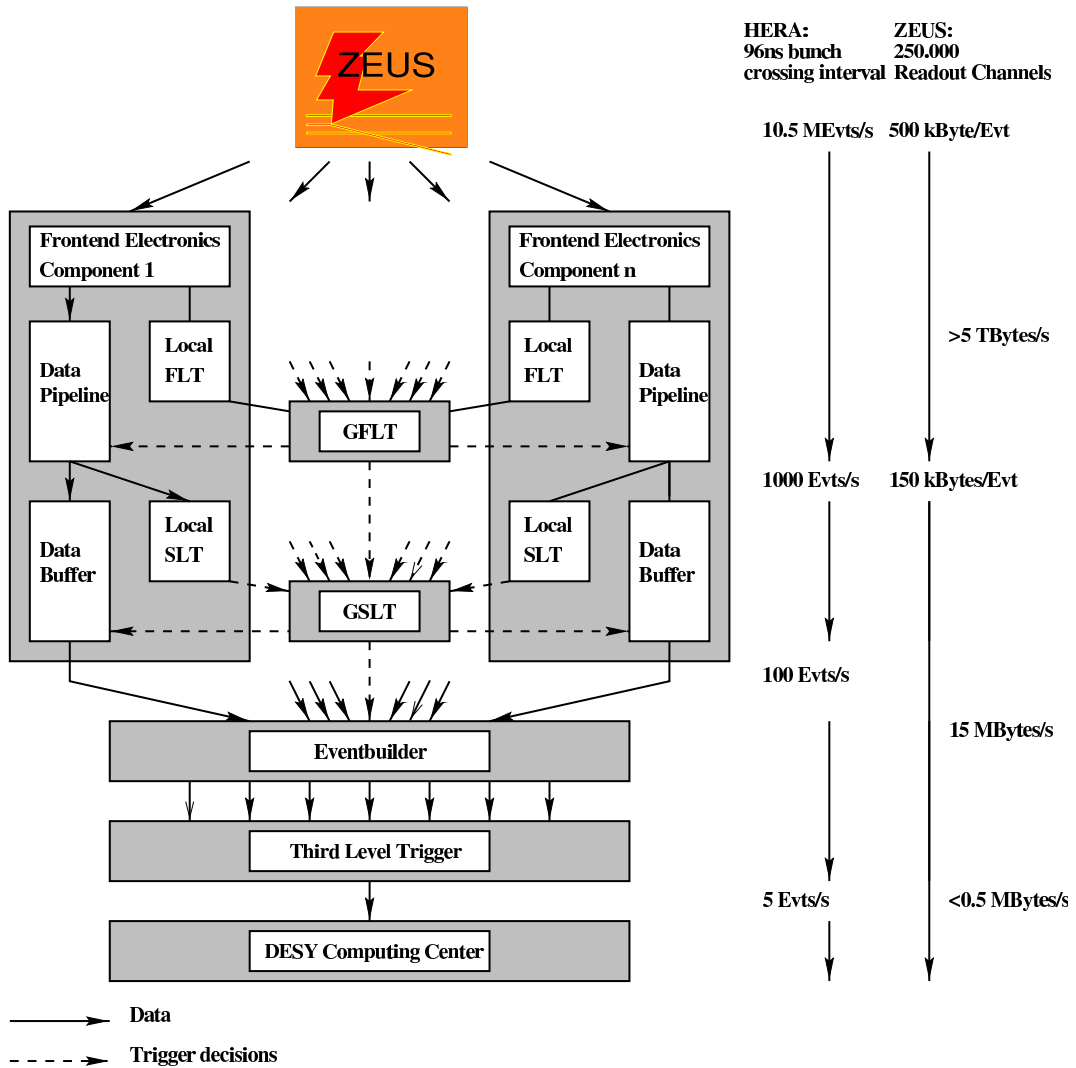 ZEUS
HERA:
96ns bunch
crossing interval
ZEUS:
250.000
Readout Channels
10.5 MEvts/s
500 kByte/Evt
Frontend Electronics
Component 1
Frontend Electronics
Component n
Data
Pipeline
Local
FLT
Local
FLT
Data
Pipeline
>5 TBytes/s
GFLT
1000 Evts/s
150 kBytes/Evt
Data
Buffer
Local
SLT
Local
SLT
Data
Buffer
GSLT
100 Evts/s
Eventbuilder
15 MBytes/s
Third Level Trigger
5 Evts/s
<0.5 MBytes/s
DESY Computing Center
Data
Trigger decisions